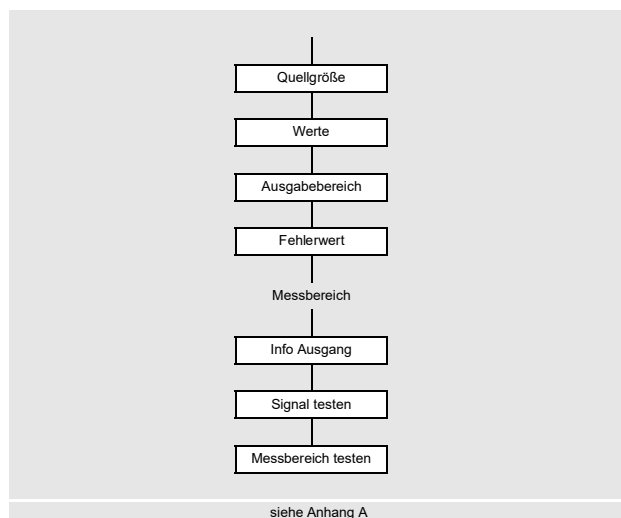 Quellgröße
Werte
Ausgabebereich
Fehlerwert
Messbereich
Info Ausgang
Signal testen
Messbereich testen
siehe Anhang A